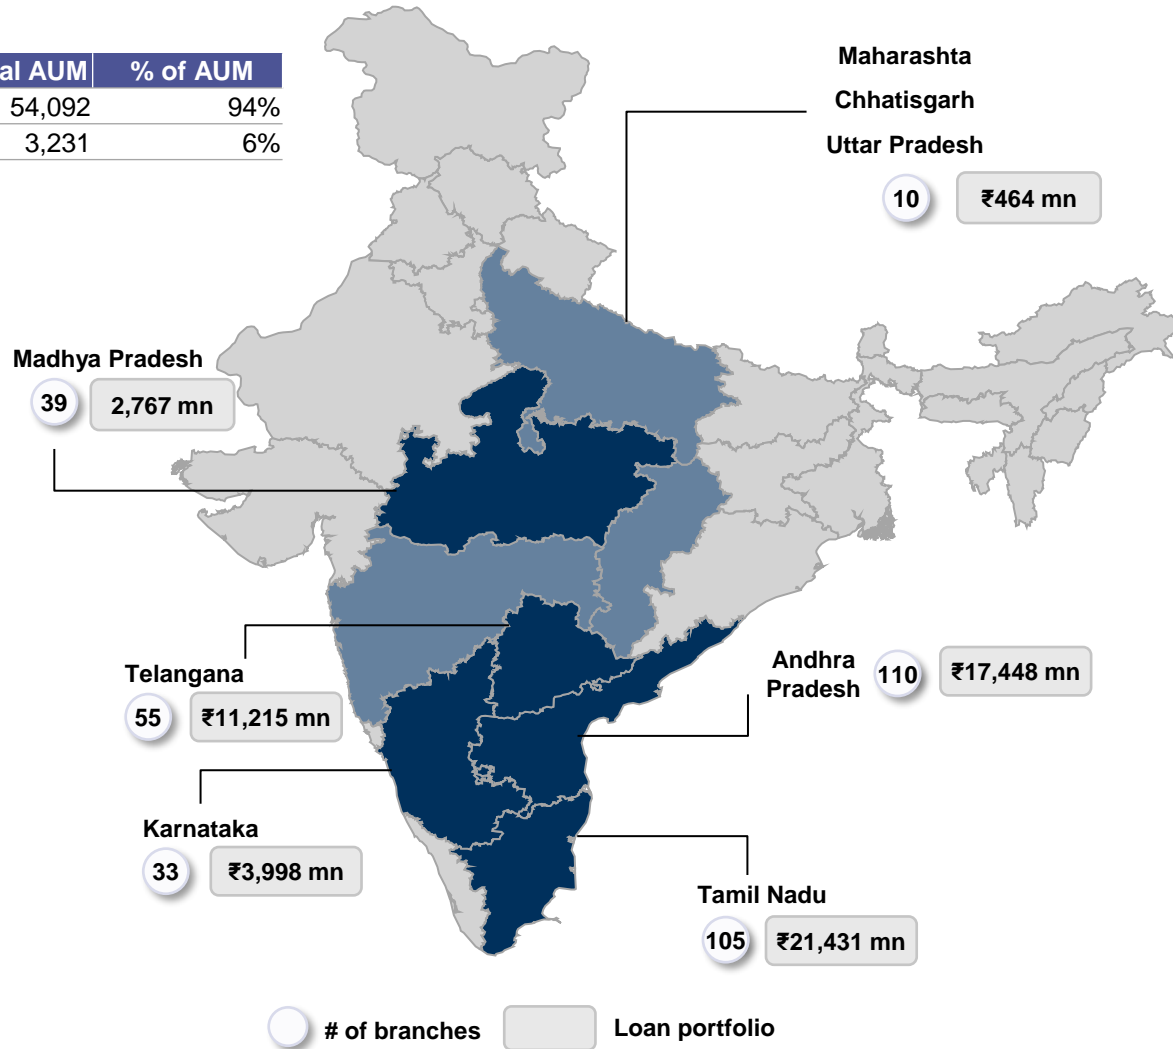 al AUM % of AUM
54,092 94%
3,231 6%
Maharashta
Chhatisgarh
Uttar Pradesh
10 ₹464 mn
Madhya Pradesh
39 2,767 mn
Telangana
55 ₹11,215 mn
Andhra
Pradesh
110 ₹17,448 mn
Karnataka
33 ₹3,998 mn
Tamil Nadu
105 ₹21,431 mn
# of branches Loan portfolio